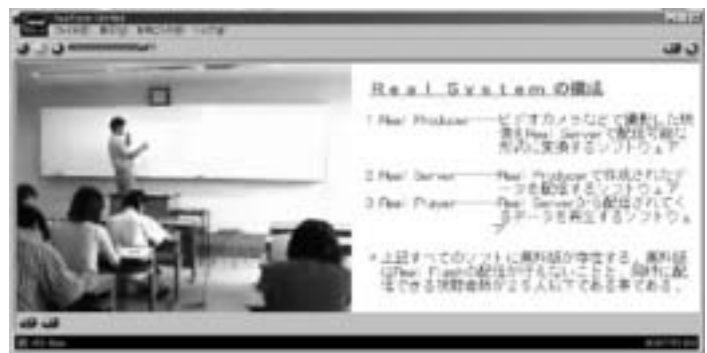 Real System の構成
1 Real Producer――ビデオカメラなどで撮影した映
像をReal Serverで配信可能な
形式に変換するソフトウェア
2 Real Server――Real Producerで作成されたデ
ータを配信するソフトウェア
3 Real Player――Real Serverから配信されてく
るデータを再生するソフトウェ
ア
上記すべてのソフトに無料版が存在する。無料版
はReal Flashの配信が行えないことと、同時に配
信できる視聴者数が25人以下である事である。